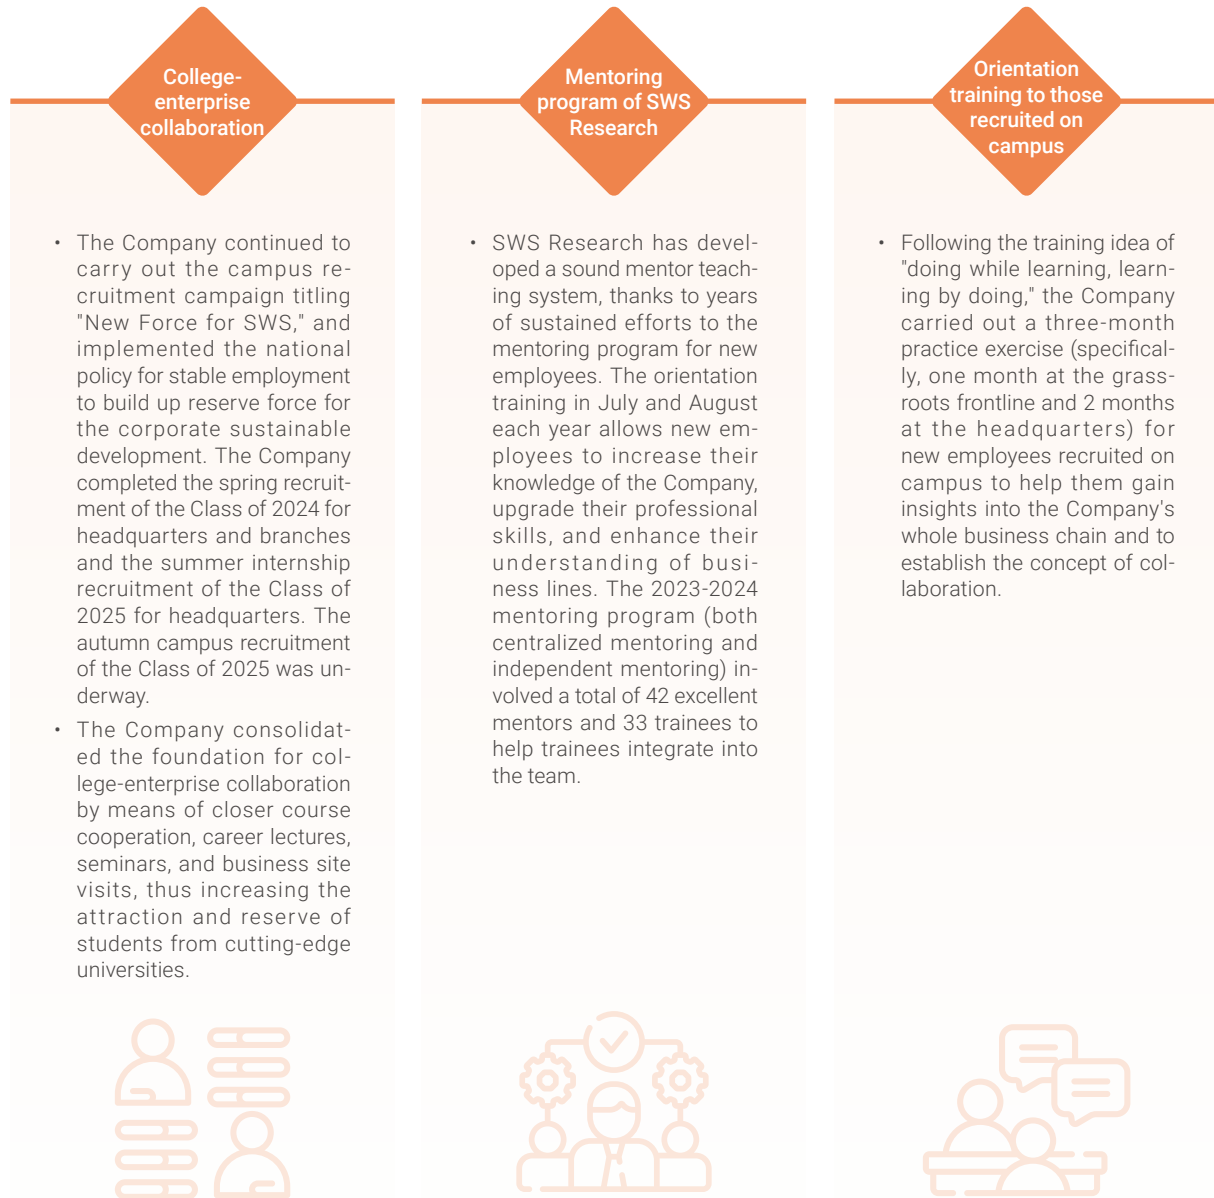 College-
enterprise
collaboration
• The Company continued to
carry out the campus re-
cruitment campaign titling
"New Force for SWS," and
implemented the national
policy for stable employment
to build up reserve force for
the corporate sustainable
development. The Company
completed the spring recruit-
ment of the Class of 2024 for
headquarters and branches
and the summer internship
recruitment of the Class of
2025 for headquarters. The
autumn campus recruitment
of the Class of 2025 was un-
derway.
• The Company consolidat-
ed the foundation for col-
lege-enterprise collaboration
by means of closer course
cooperation, career lectures,
seminars, and business site
visits, thus increasing the
attraction and reserve of
students from cutting-edge
universities.
Mentoring
program of SWS
Research
• SWS Research has devel-
oped a sound mentor teach-
ing system, thanks to years
of sustained efforts to the
mentoring program for new
employees. The orientation
training in July and August
each year allows new em-
ployees to increase their
knowledge of the Company,
upgrade their professional
skills, and enhance their
understanding of busi-
ness lines. The 2023-2024
mentoring program (both
centralized mentoring and
independent mentoring) in-
volved a total of 42 excellent
mentors and 33 trainees to
help trainees integrate into
the team.
Orientation
training to those
recruited on
campus
• Following the training idea of
"doing while learning, learn-
ing by doing," the Company
carried out a three-month
practice exercise (specifical-
ly, one month at the grass-
roots frontline and 2 months
at the headquarters) for
new employees recruited on
campus to help them gain
insights into the Company's
whole business chain and to
establish the concept of col-
laboration.